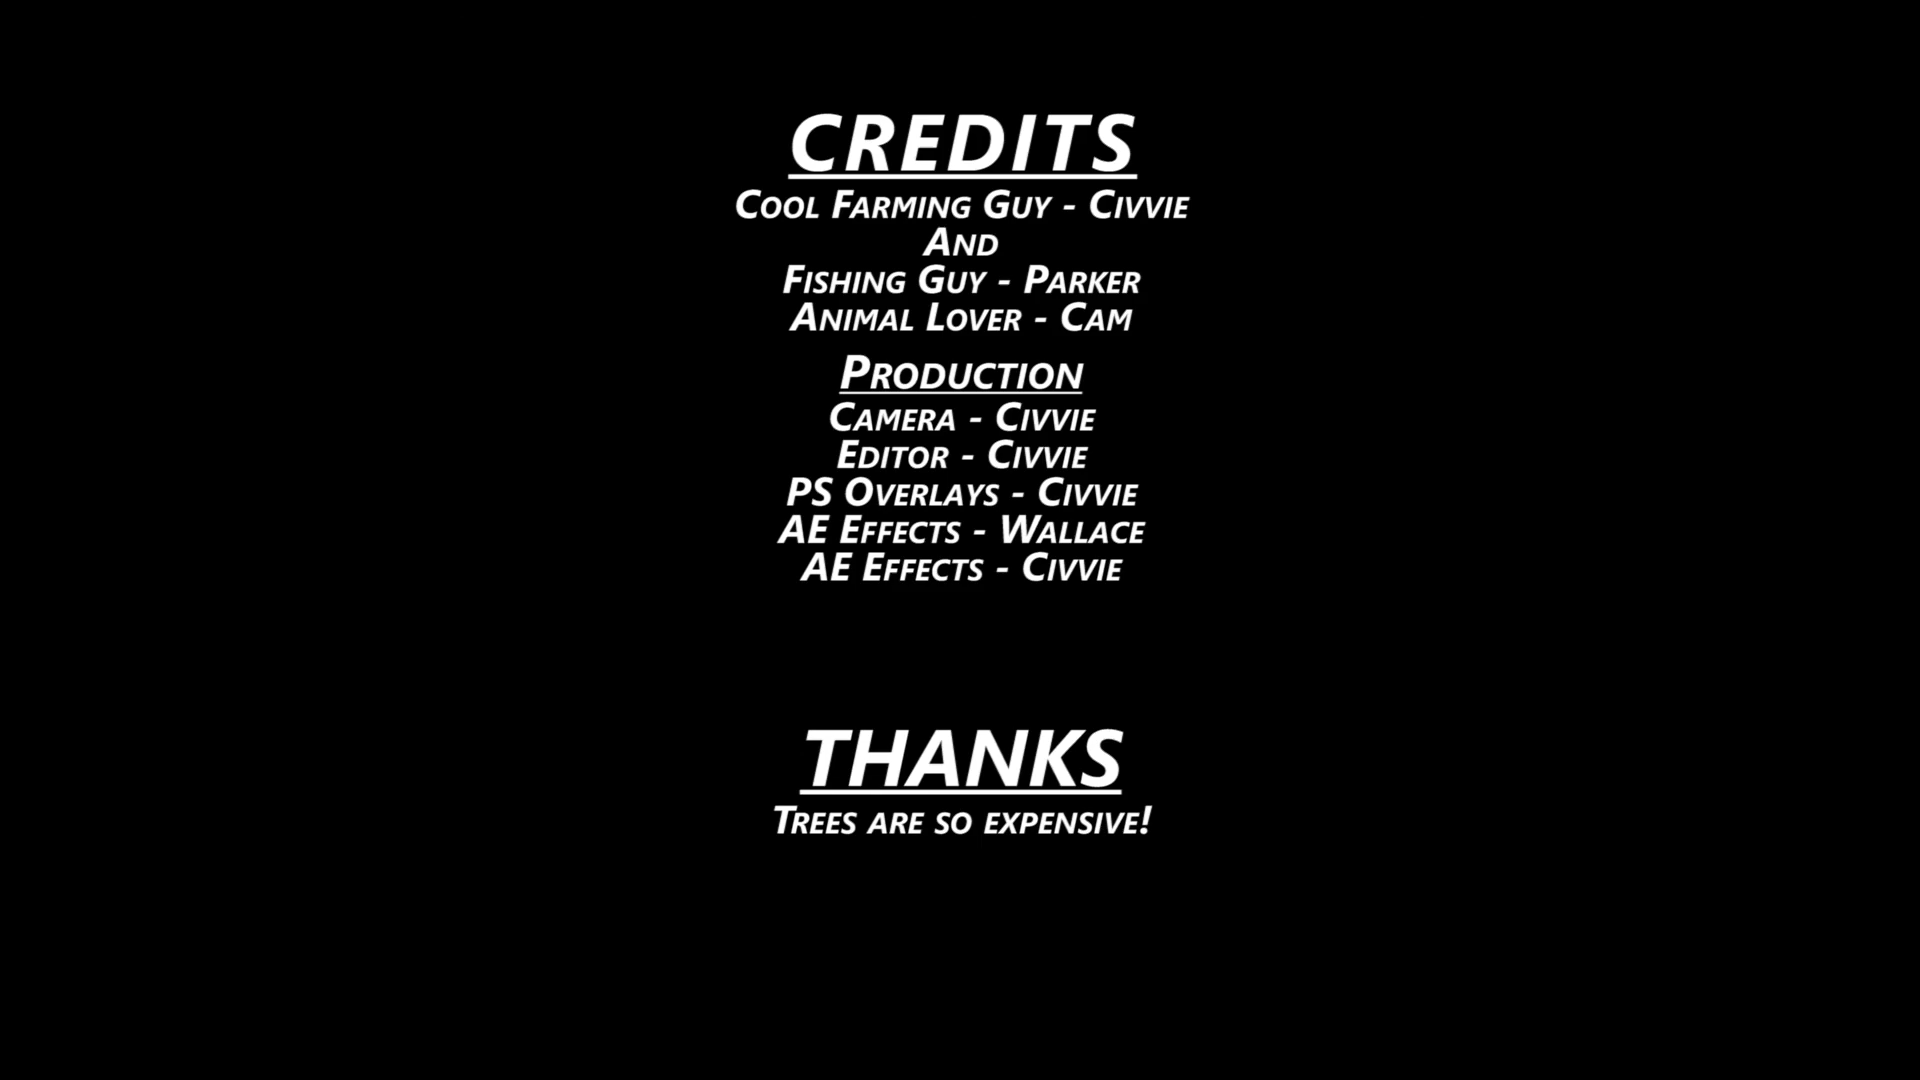 CREDITS
Cool Farming Guy - Civvie
And
Fishing Guy - Parker
Animal Lover - Cam
Production
Camera - Civvie
Editor - Civvie
PS Overlays - Civvie
AE Effects - Wallace
AE Effects - Civvie
THANKS
Trees are so expensive!